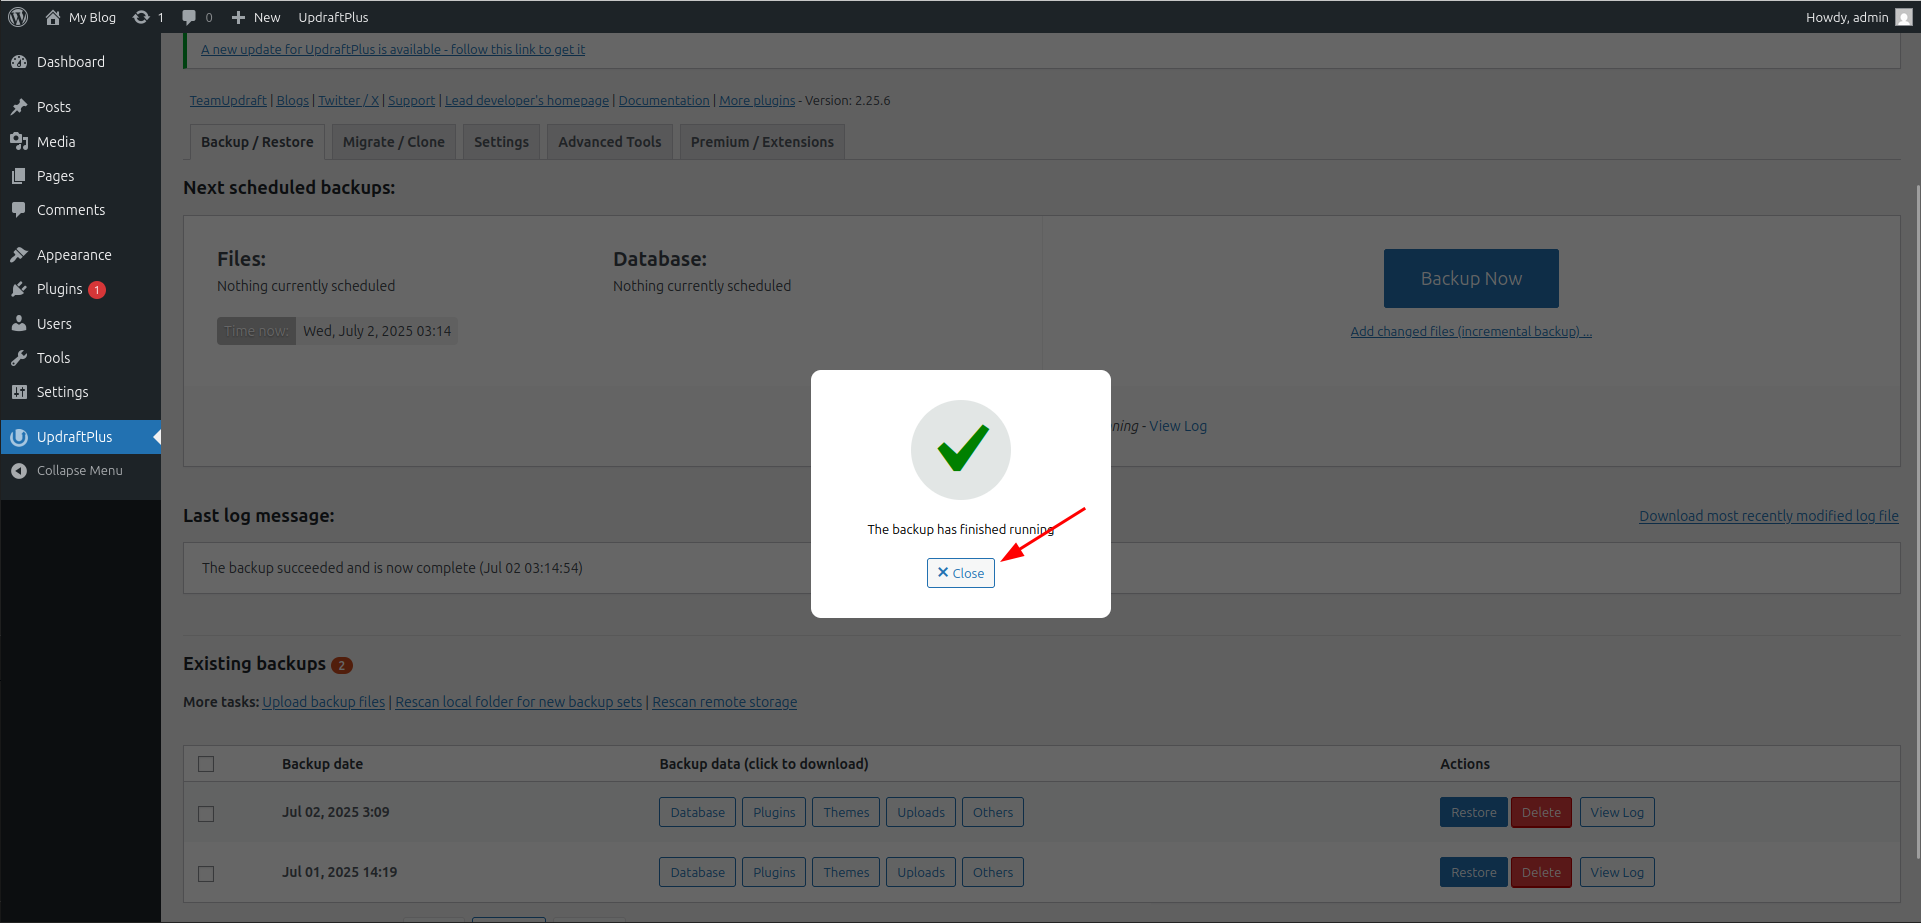 My Blog 1 0 New UpdraftPlus Howdy, admin
Dashboard
Posts
Media
Pages
Comments
Appearance
Plugins 1
Users
Tools
Settings
UpdraftPlus
Collapse Menu
A new update for UpdraftPlus is available - follow this link to get it
TeamUpdraft | Blogs | Twitter / X | Support | Lead developer's homepage | Documentation | More plugins - Version: 2.25.6
Backup / Restore Migrate / Clone Settings Advanced Tools Premium / Extensions
Next scheduled backups:
Files: Database:
Nothing currently scheduled Nothing currently scheduled
Time now: Wed, July 2, 2025 03:14
Backup Now
Add changed files (incremental backup) ...
- View Log
The backup has finished running
Close
Last log message: Download most recently modified log file
The backup succeeded and is now complete (Jul 02 03:14:54)
Existing backups 2
More tasks: Upload backup files | Rescan local folder for new backup sets | Rescan remote storage
Backup date Backup data (click to download) Actions
Jul 02, 2025 3:09 Database Plugins Themes Uploads Others Restore Delete View Log
Jul 01, 2025 14:19 Database Plugins Themes Uploads Others Restore Delete View Log